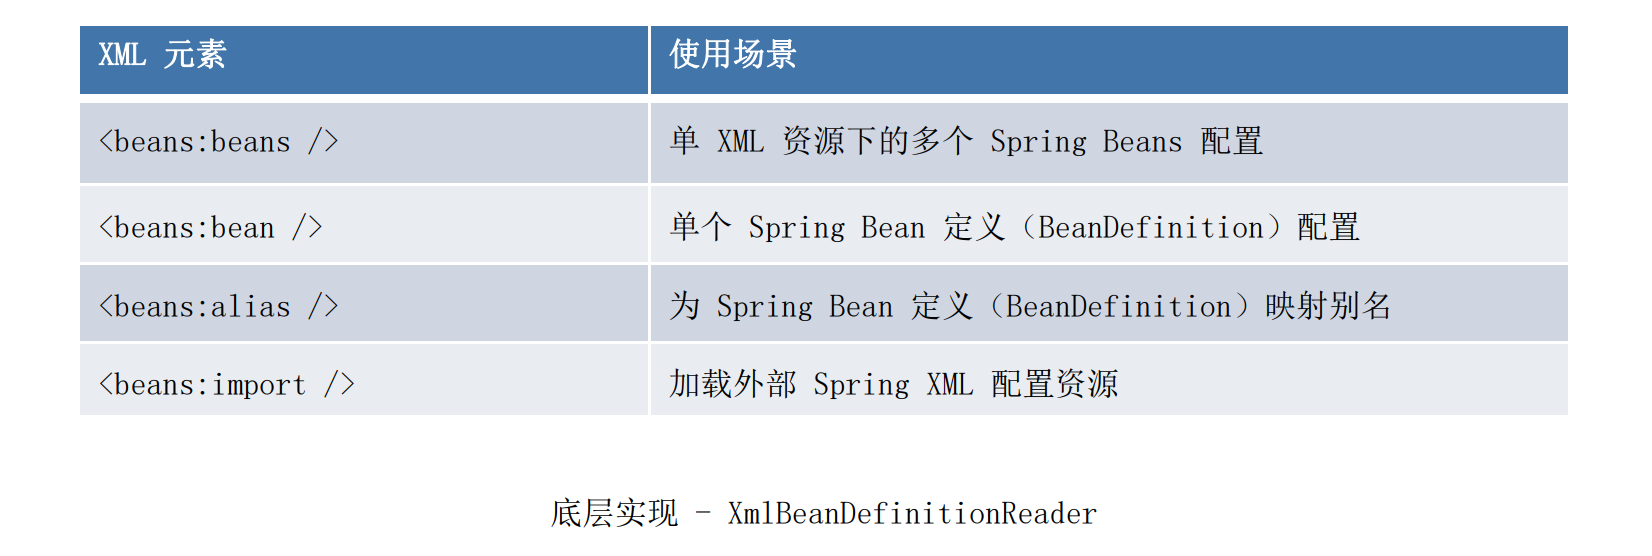 XML 元素 使用场景
<beans:beans /> 单 XML 资源下的多个 Spring Beans 配置
<beans:bean /> 单个 Spring Bean 定义（BeanDefinition）配置
<beans:alias /> 为 Spring Bean 定义（BeanDefinition）映射别名
<beans:import /> 加载外部 Spring XML 配置资源
底层实现 - XmlBeanDefinitionReader